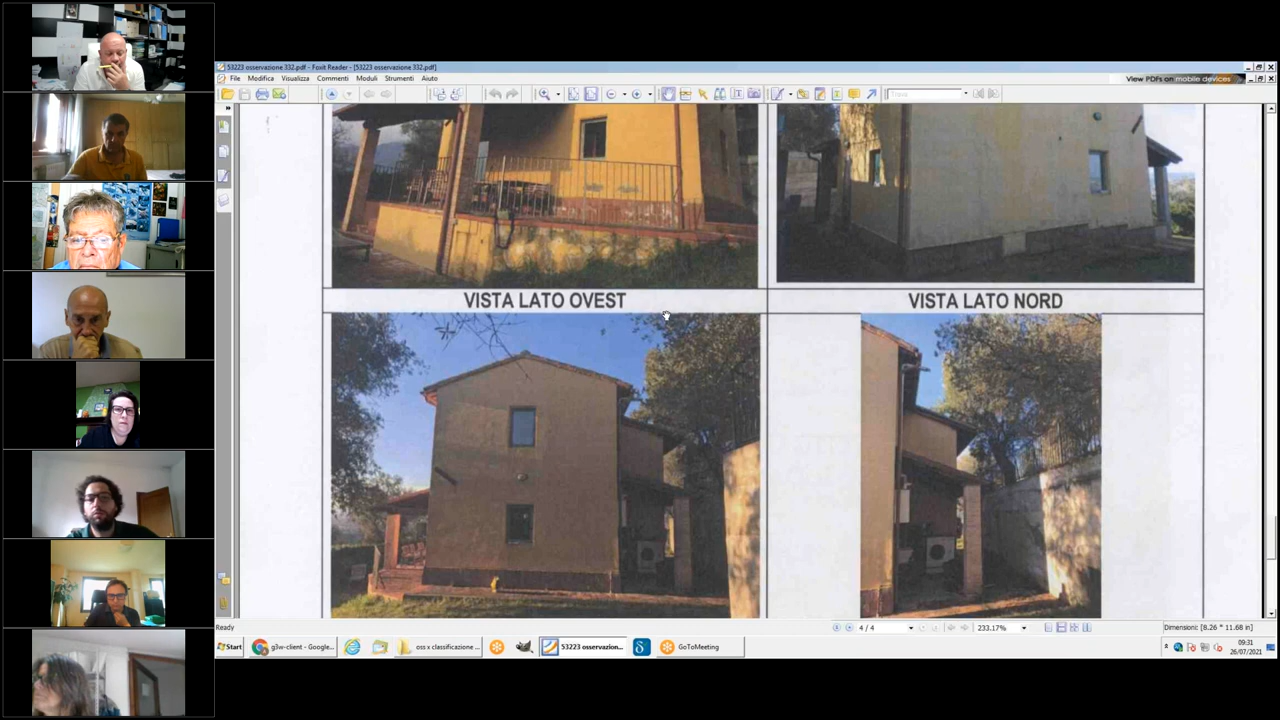 53223 osservazione 332.pdf - Foxit Reader - [53223 osservazione 332.pdf]
File Modifica Visualizza Commenti Moduli Strumenti Aiuto
View PDFs on mobile devices
Trova
VISTA LATO OVEST
VISTA LATO NORD
Ready
4 / 4
233.17%
Dimensioni: [8.26 * 11.68 in]
Start
g3w-client - Google...
oss x classificazione ...
53223 osservazion...
GoToMeeting
09:31
26/07/2021